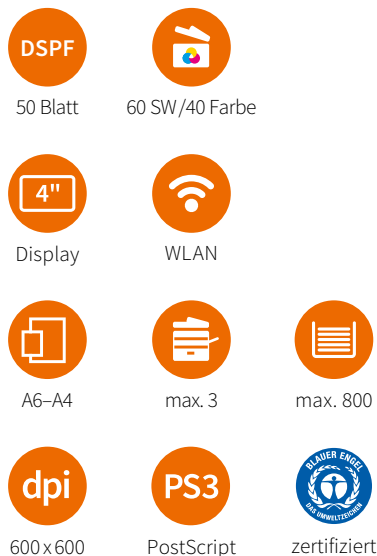 DSPF
50 Blatt
60 SW/40 Farbe
4"
Display
WLAN
A6–A4
max. 3
max. 800
dpi
600 x 600
PS3
PostScript
BLAUER ENGEL
DAS UMWELTZEICHEN
zertifiziert